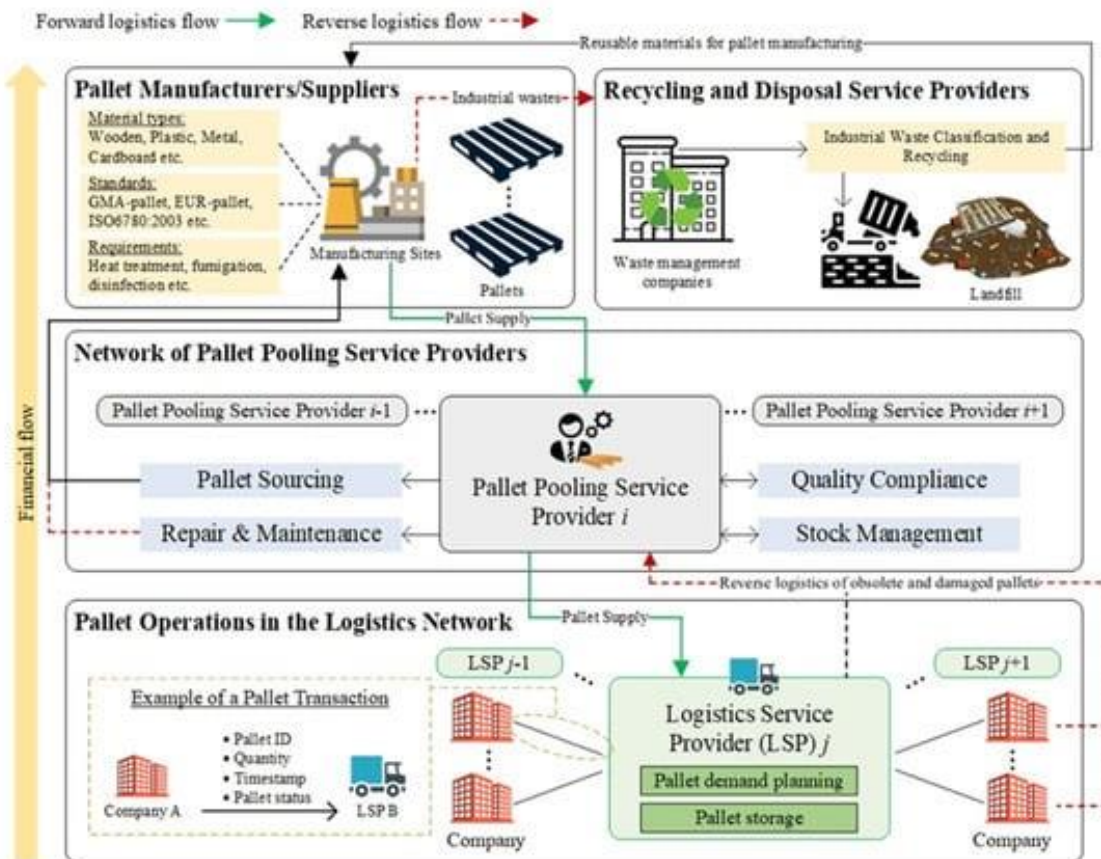 Forward logistics flow
Reverse logistics flow
Reusable materials for pallet manufacturing
Financial flow
Pallet Manufacturers/Suppliers
Material types:
Wooden, Plastic, Metal,
Cardboard etc.
Standards:
GMA-pallet, EUR-pallet,
ISO6780:2003 etc.
Requirements:
Heat treatment, fumigation,
disinfection etc.
Manufacturing Sites
Industrial wastes
Pallets
Recycling and Disposal Service Providers
Industrial Waste Classification and
Recycling
Waste management
companies
Landfill
Pallet Supply
Network of Pallet Pooling Service Providers
Pallet Pooling Service Provider i-1
Pallet Pooling Service Provider i+1
Pallet Pooling Service
Provider i
Pallet Sourcing
Repair & Maintenance
Quality Compliance
Stock Management
Reverse logistics of obsolete and damaged pallets
Pallet Supply
Pallet Operations in the Logistics Network
Example of a Pallet Transaction
• Pallet ID
• Quantity
• Timestamp
• Pallet status
Company A
LSP B
LSP j-1
Company
Logistics Service
Provider (LSP) j
Pallet demand planning
Pallet storage
LSP j+1
Company